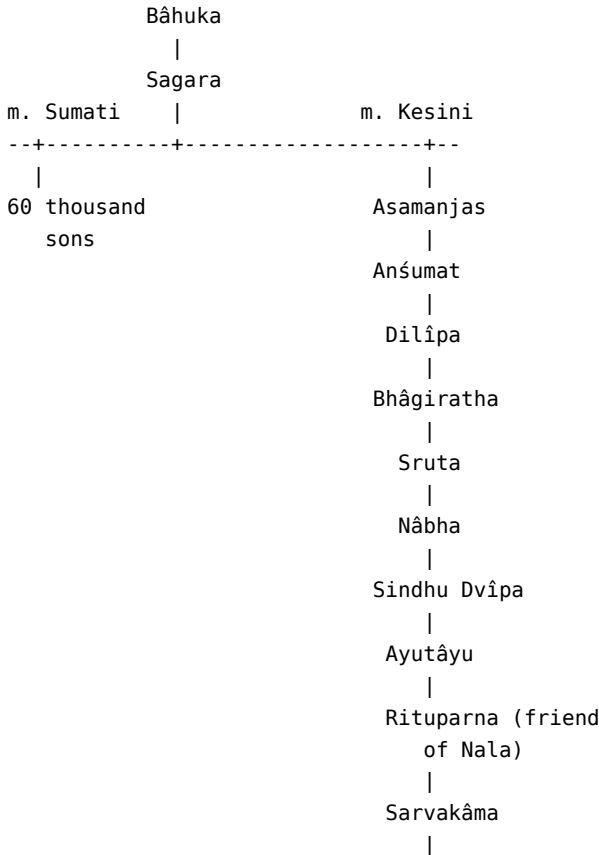 Bâhuka
|
Sagara
m. Sumati | m. Kesini
--+----------+-------------------+--
| |
60 thousand Asamanjas
sons |
Anśumat
|
Dilîpa
|
Bhâgiratha
|
Sruta
|
Nâbha
|
Sindhu Dvîpa
|
Ayutâyu
|
Rituparna (friend
of Nala)
|
Sarvakâma
|